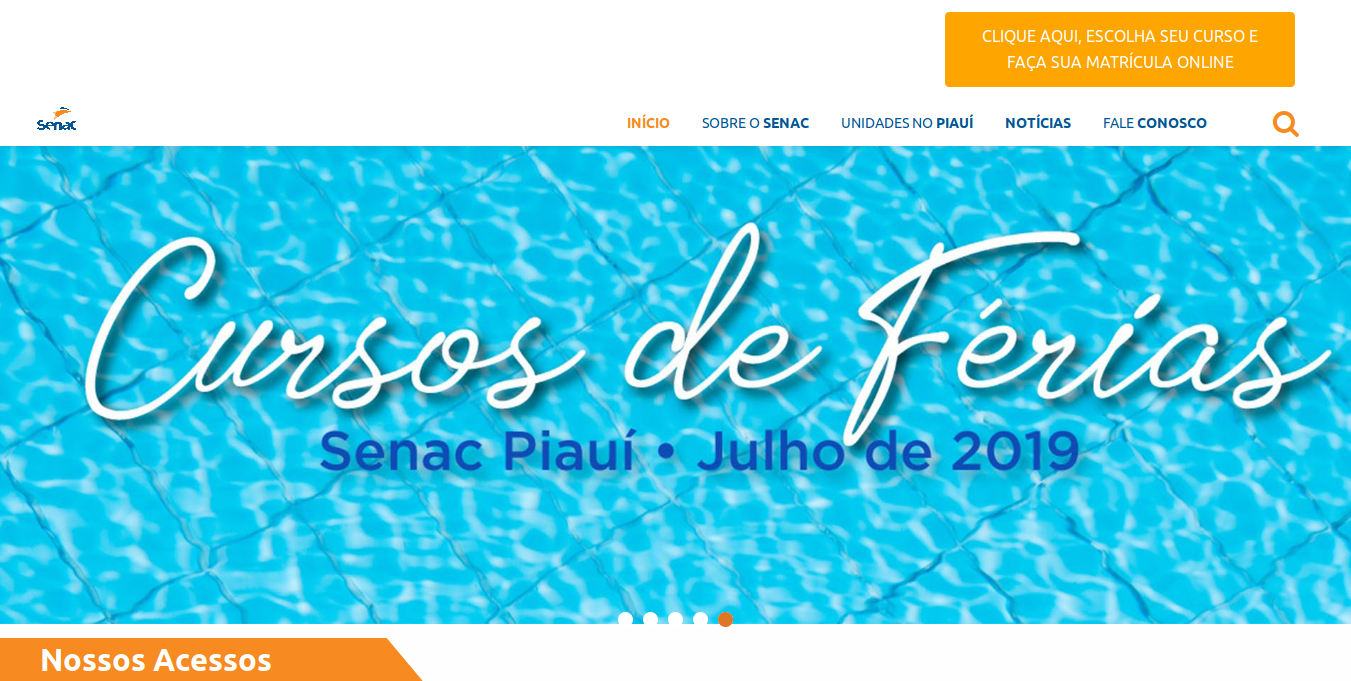 CLIQUE AQUI, ESCOLHA SEU CURSO E
FAÇA SUA MATRÍCULA ONLINE
Senac
INÍCIO SOBRE O SENAC UNIDADES NO PIAUÍ NOTÍCIAS FALE CONOSCO
Cursos de Férias
Senac Piauí • Julho de 2019
Nossos Acessos